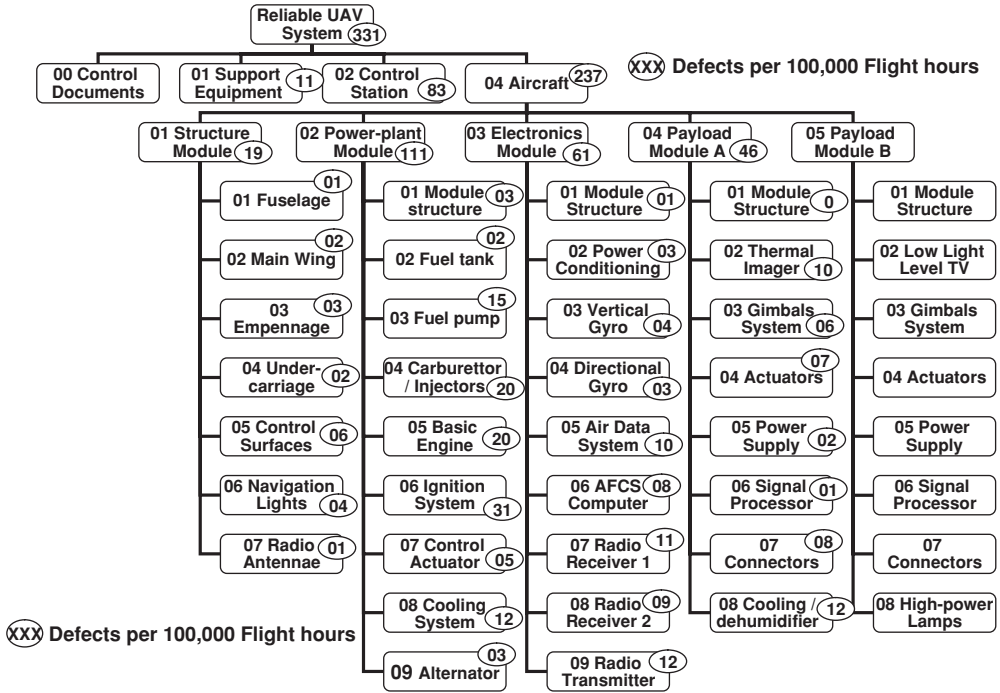 Reliable UAV
System 331
XXX Defects per 100,000 Flight hours
00 Control
Documents
01 Support
Equipment 11
02 Control
Station 83
04 Aircraft 237
01 Structure
Module 19
02 Power-plant
Module 111
03 Electronics
Module 61
04 Payload
Module A 46
05 Payload
Module B
01
01 Fuselage
02
02 Main Wing
03 03
Empennage
04 Under-
carriage 02
05 Control
Surfaces 06
06 Navigation
Lights 04
07 Radio
Antennae 01
01 Module
structure 03
02
02 Fuel tank
15
03 Fuel pump
04 Carburettor
/ Injectors 20
05 Basic
Engine 20
06 Ignition
System 31
07 Control
Actuator 05
08 Cooling
System 12
03
09 Alternator
01 Module
Structure 01
02 Power 03
Conditioning
03 Vertical
Gyro 04
04 Directional
Gyro 03
05 Air Data
System 10
06 AFCS 08
Computer
07 Radio 11
Receiver 1
08 Radio 09
Receiver 2
09 Radio 12
Transmitter
01 Module
Structure 0
02 Thermal
Imager 10
03 Gimbals
System 06
07
04 Actuators
05 Power
Supply 02
06 Signal
Processor 01
07 08
Connectors
08 Cooling /
dehumidifier 12
01 Module
Structure
02 Low Light
Level TV
03 Gimbals
System
04 Actuators
05 Power
Supply
06 Signal
Processor
07
Connectors
08 High-power
Lamps
XXX Defects per 100,000 Flight hours